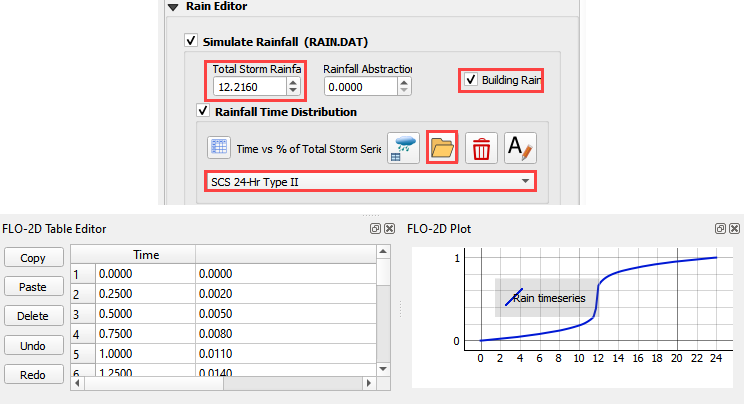 Rain Editor
Simulate Rainfall (RAIN.DAT)
Total Storm Rainfa Rainfall Abstraction
12.2160 0.0000 Building Rain
Rainfall Time Distribution
Time vs % of Total Storm Serie
SCS 24-Hr Type II
FLO-2D Table Editor
Copy
Paste
Delete
Undo
Redo
Time
1 0.0000 0.0000
2 0.2500 0.0020
3 0.5000 0.0050
4 0.7500 0.0080
5 1.0000 0.0110
6 1.2500 0.0140
FLO-2D Plot
1
Rain timeseries
0
0 2 4 6 8 10 12 14 16 18 20 22 24